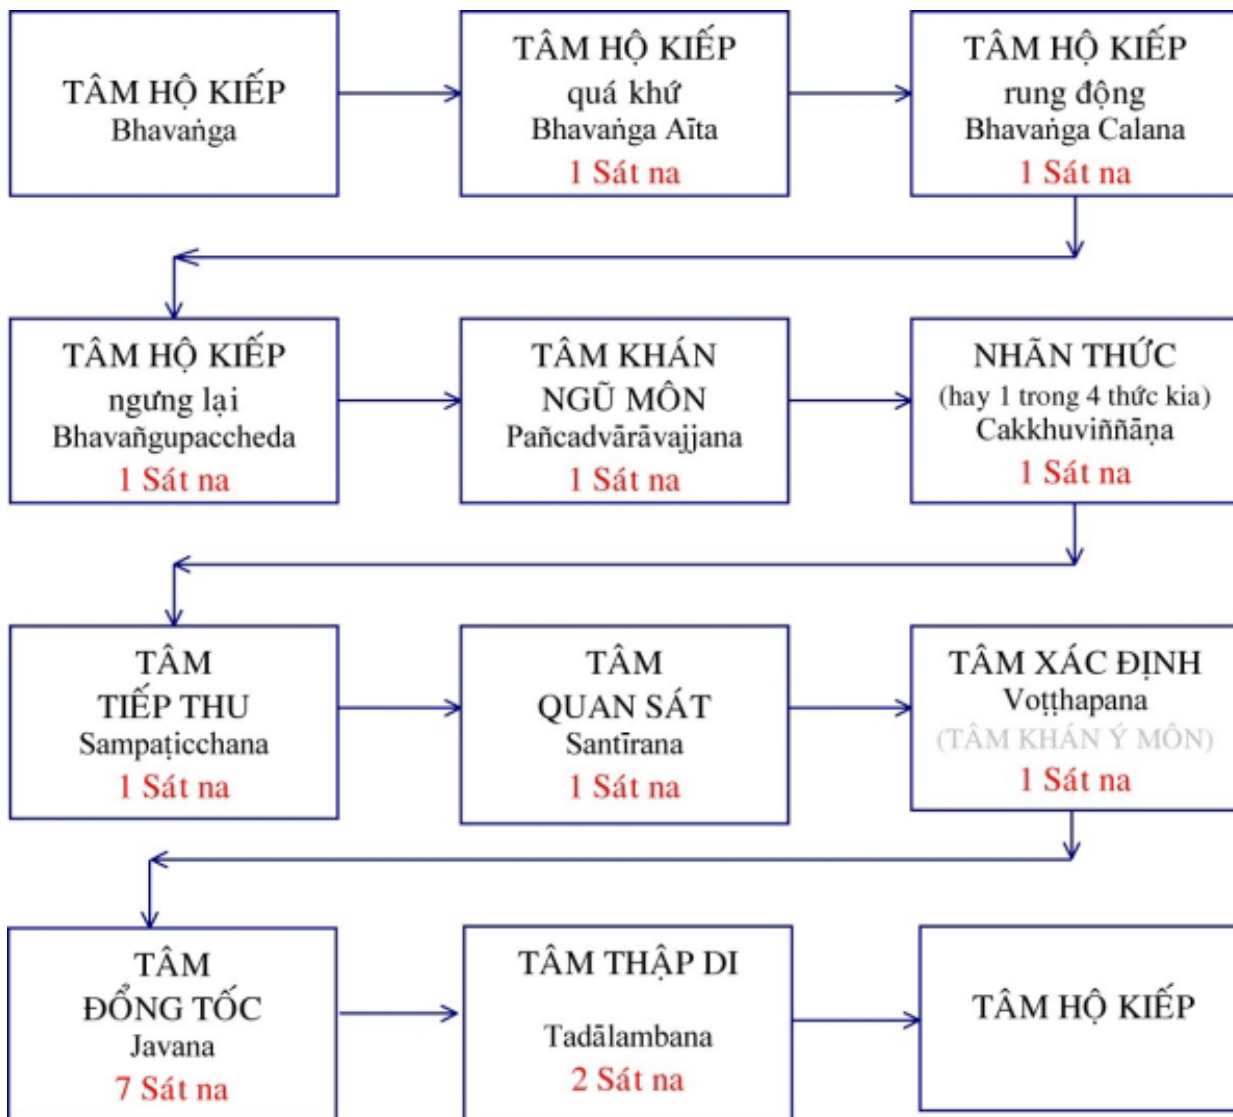 TÂM HỘ KIẾP
Bhavaṅga
TÂM HỘ KIẾP
quá khứ
Bhavaṅga Aīta
1 Sát na
TÂM HỘ KIẾP
rung động
Bhavaṅga Calana
1 Sát na
TÂM HỘ KIẾP
ngưng lại
Bhavañgupaccheda
1 Sát na
TÂM KHÁN
NGŨ MÔN
Pañcadvārāvajjana
1 Sát na
NHÃN THỨC
(hay 1 trong 4 thức kia)
Cakkhuviññāṇa
1 Sát na
TÂM
TIẾP THU
Sampaṭicchana
1 Sát na
TÂM
QUAN SÁT
Santīrana
1 Sát na
TÂM XÁC ĐỊNH
Voṭṭhapana
(TÂM KHÁN Ý MÔN)
1 Sát na
TÂM
ĐỔNG TỐC
Javana
7 Sát na
TÂM THẬP DI
Tadālambana
2 Sát na
TÂM HỘ KIẾP